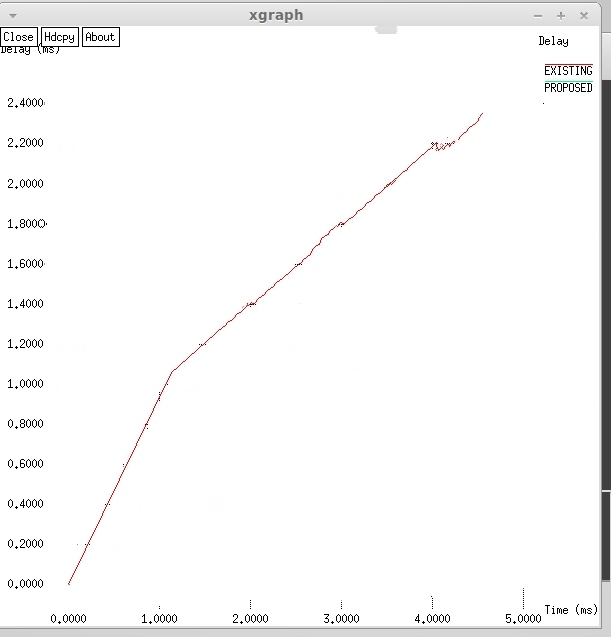 xgraph
Close Hdcpy About
Delay (ms)
Delay
EXISTING
PROPOSED
2.4000
2.2000
2.0000
1.8000
1.6000
1.4000
1.2000
1.0000
0.8000
0.6000
0.4000
0.2000
0.0000
Time (ms)
0.0000 1.0000 2.0000 3.0000 4.0000 5.0000